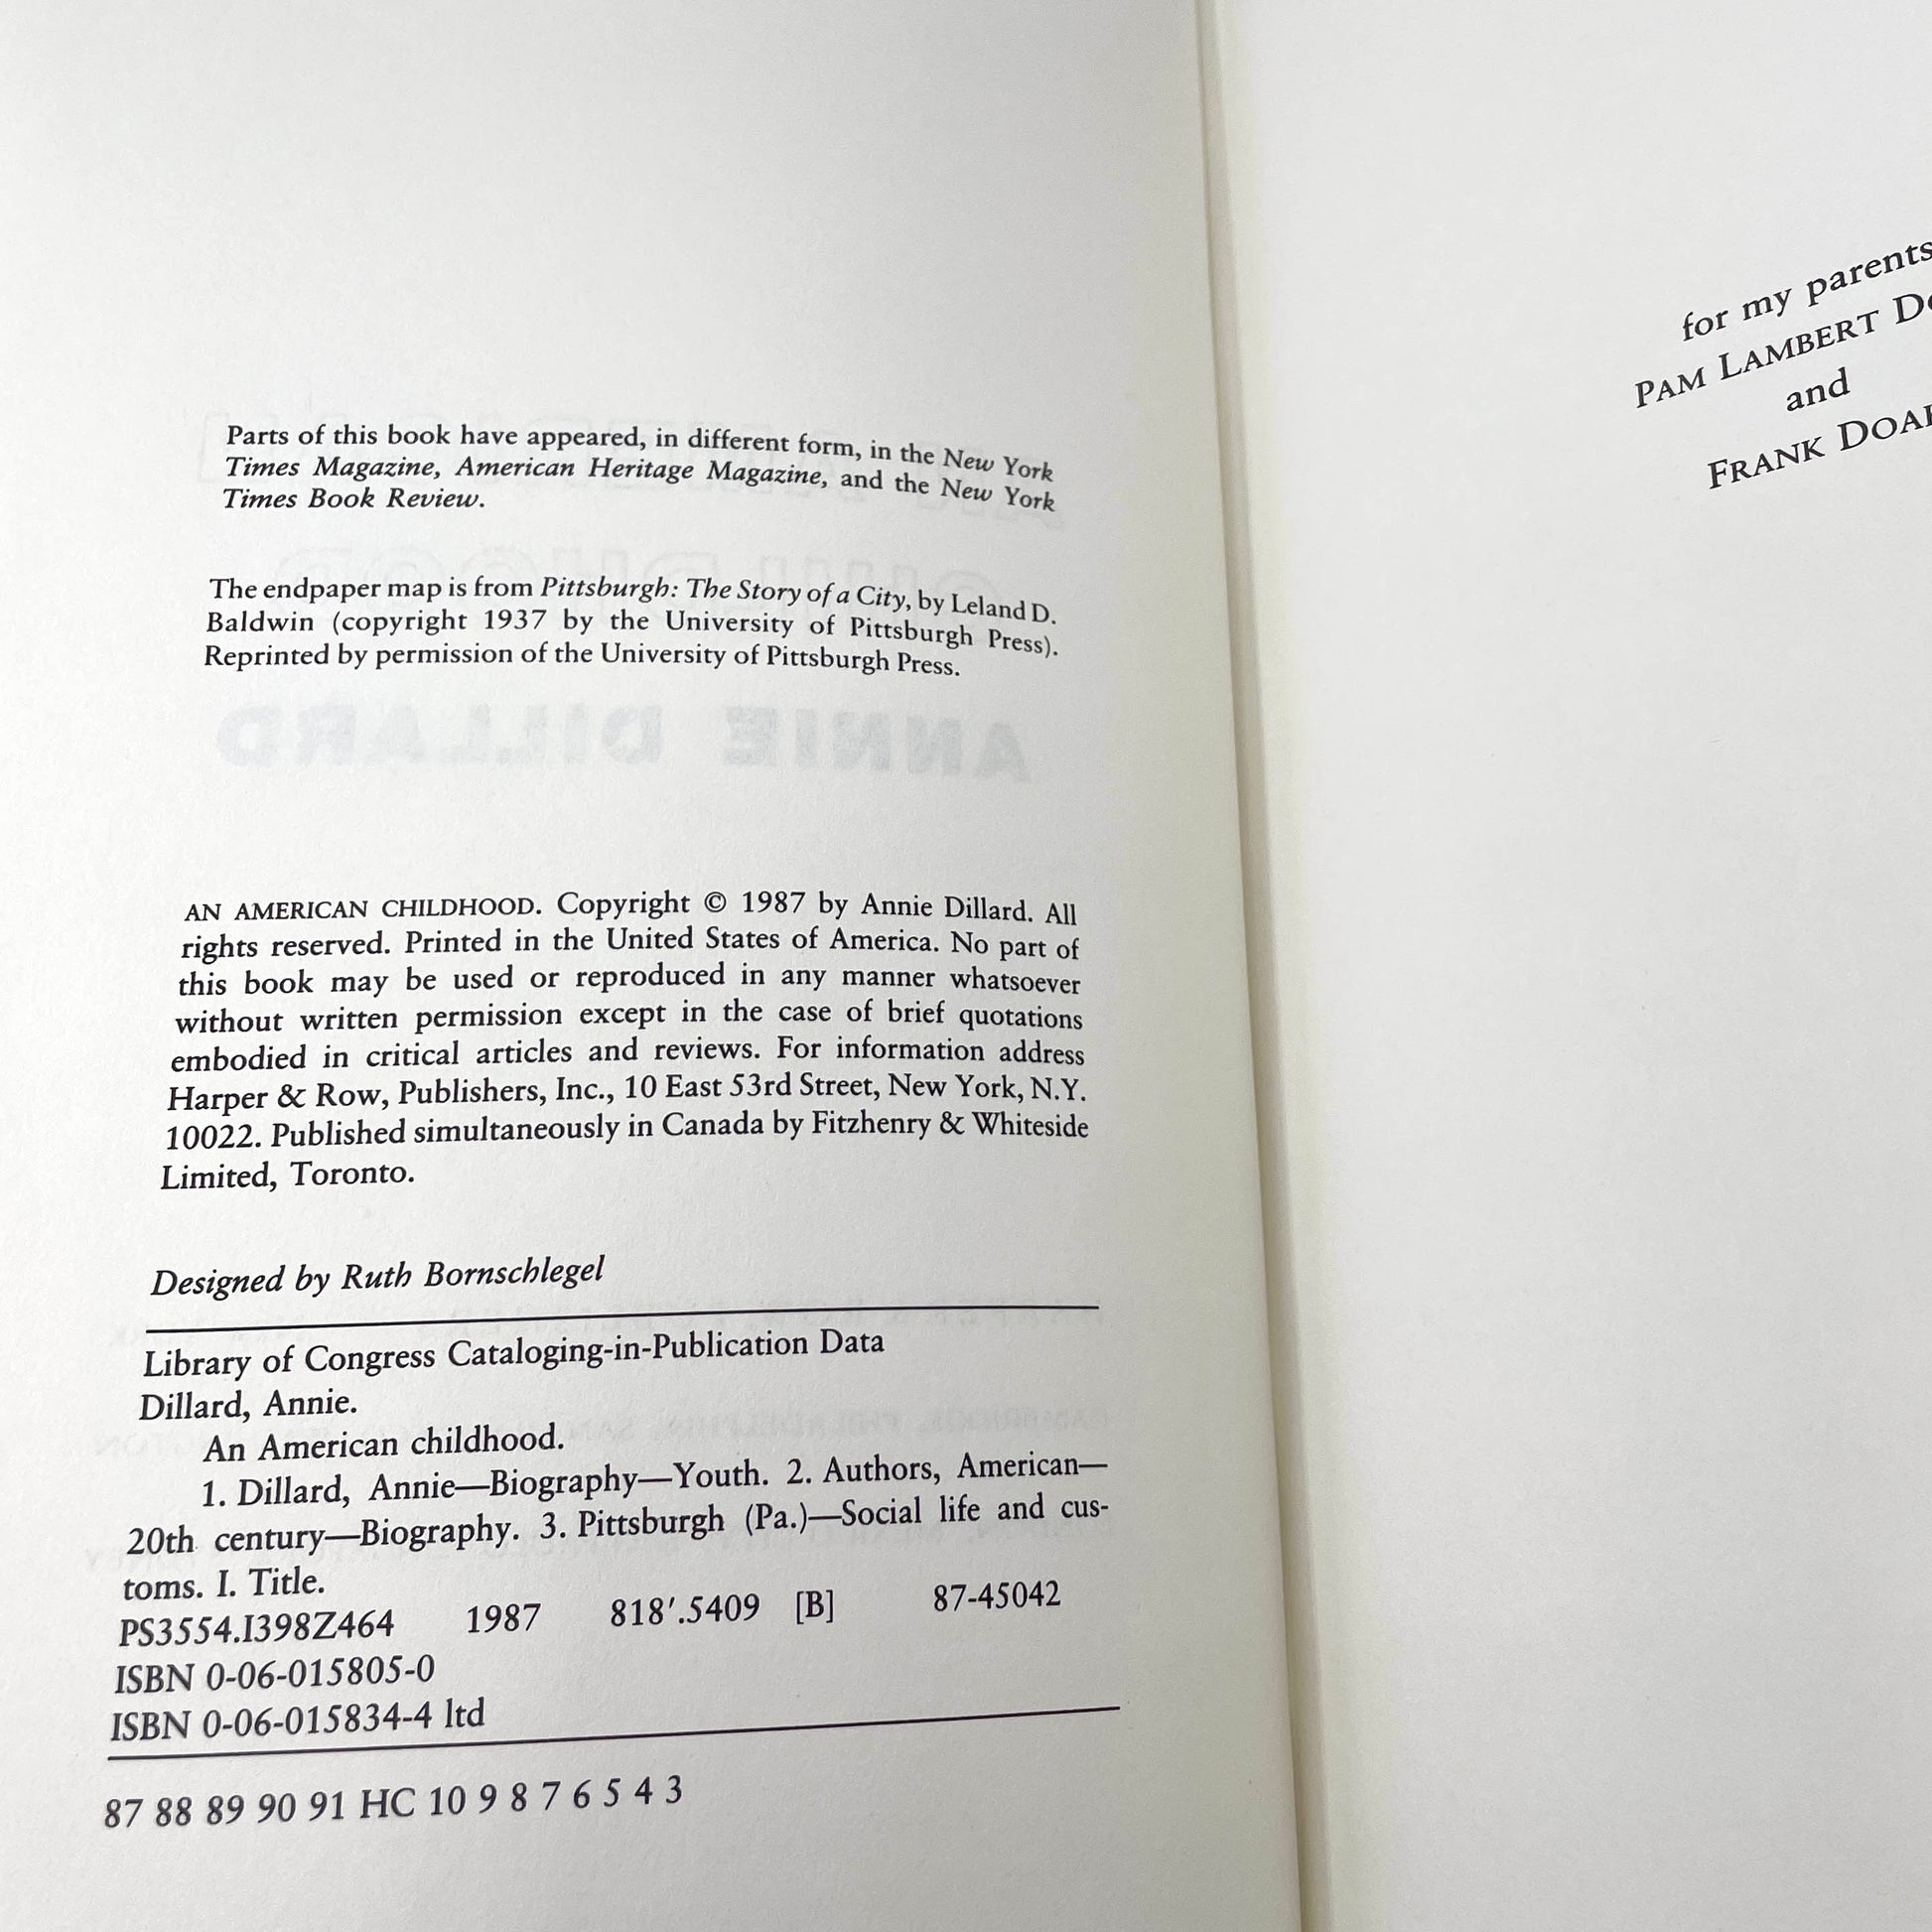 Parts of this book have appeared, in different form, in the New York
Times Magazine, American Heritage Magazine, and the New York
Times Book Review.
The endpaper map is from Pittsburgh: The Story of a City, by Leland D.
Baldwin (copyright 1937 by the University of Pittsburgh Press).
Reprinted by permission of the University of Pittsburgh Press.
ANNIE DILLARD
AN AMERICAN CHILDHOOD. Copyright © 1987 by Annie Dillard. All
rights reserved. Printed in the United States of America. No part of
this book may be used or reproduced in any manner whatsoever
without written permission except in the case of brief quotations
embodied in critical articles and reviews. For information address
Harper & Row, Publishers, Inc., 10 East 53rd Street, New York, N.Y.
10022. Published simultaneously in Canada by Fitzhenry & Whiteside
Limited, Toronto.
Designed by Ruth Bornschlegel
Library of Congress Cataloging-in-Publication Data
Dillard, Annie.
An American childhood.
1. Dillard, Annie—Biography—Youth. 2. Authors, American—
20th century—Biography. 3. Pittsburgh (Pa.)—Social life and cus-
toms. I. Title.
PS3554.I398Z464 1987 818′.5409 [B] 87-45042
ISBN 0-06-015805-0
ISBN 0-06-015834-4 ltd
87 88 89 90 91 HC 10 9 8 7 6 5 4 3
for my parents
PAM LAMBERT
and
FRANK